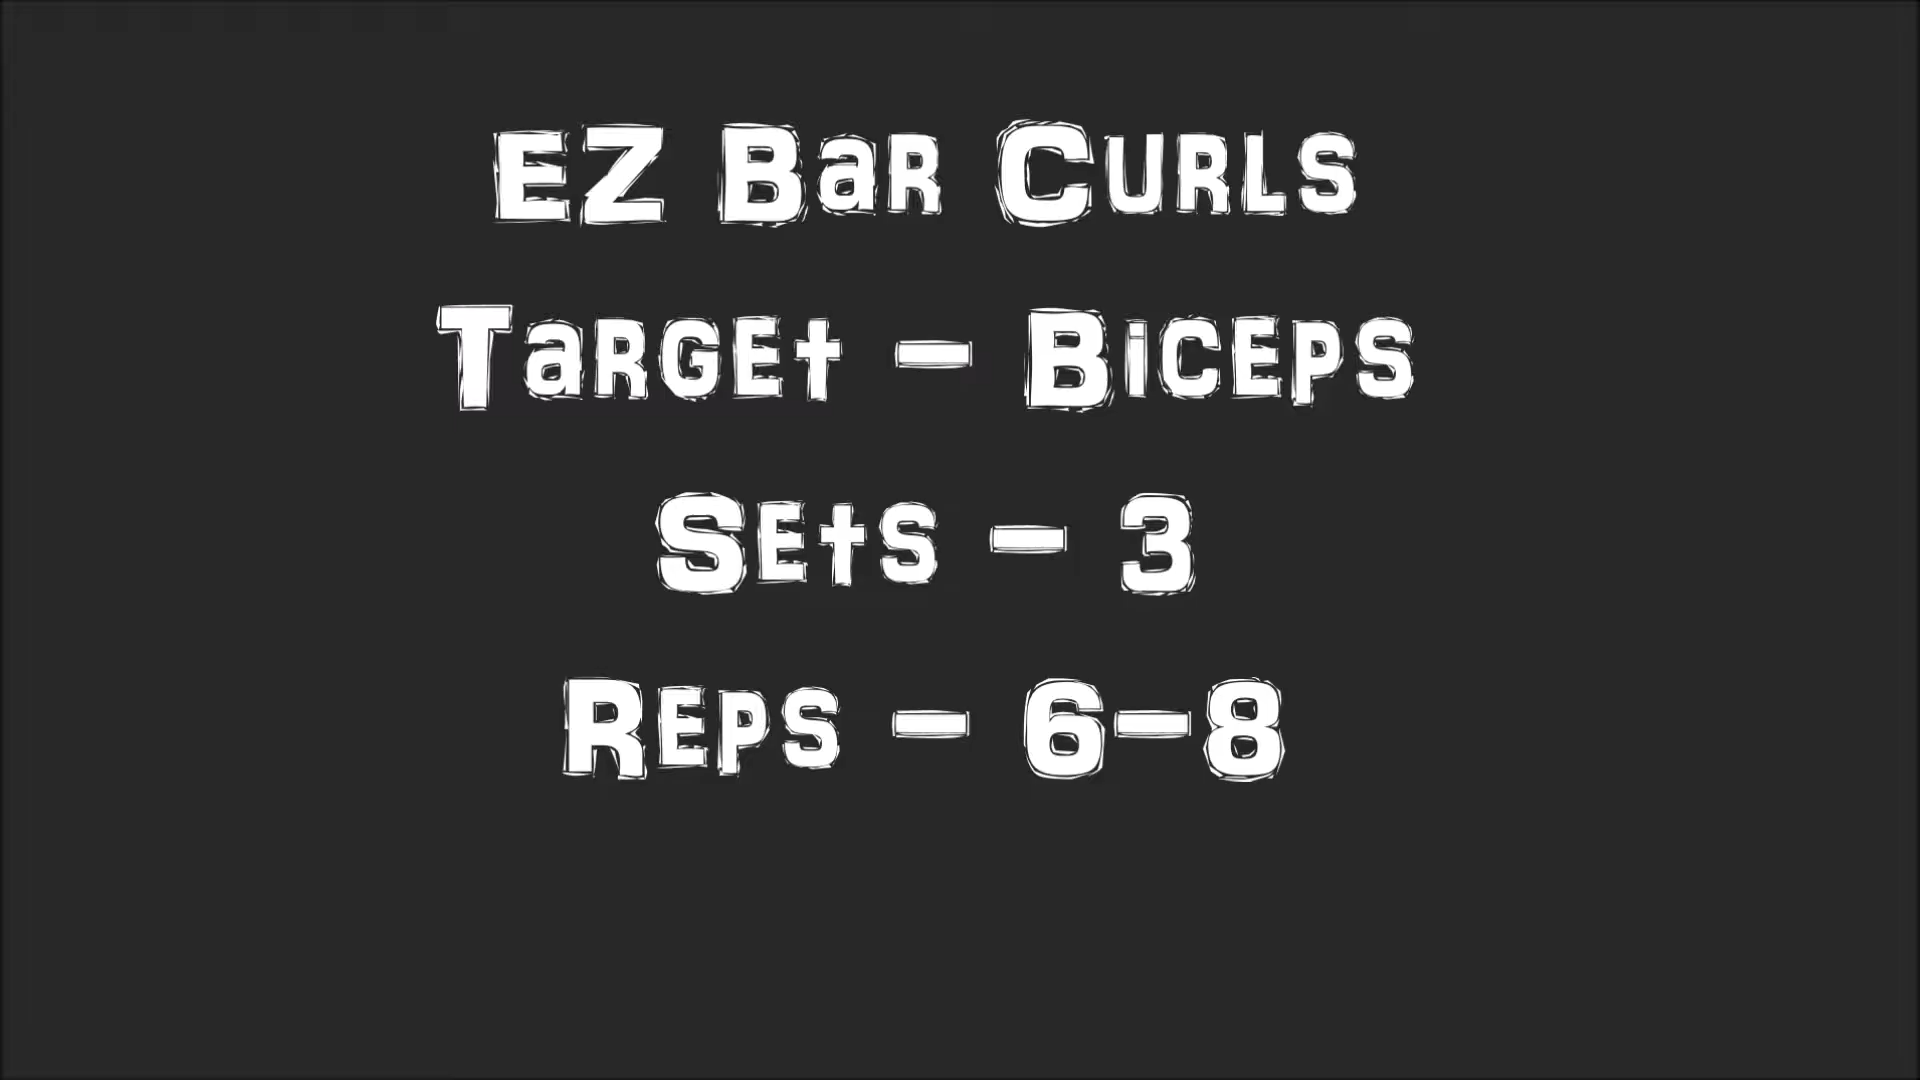 EZ Bar Curls
Target - Biceps
Sets - 3
Reps - 6-8